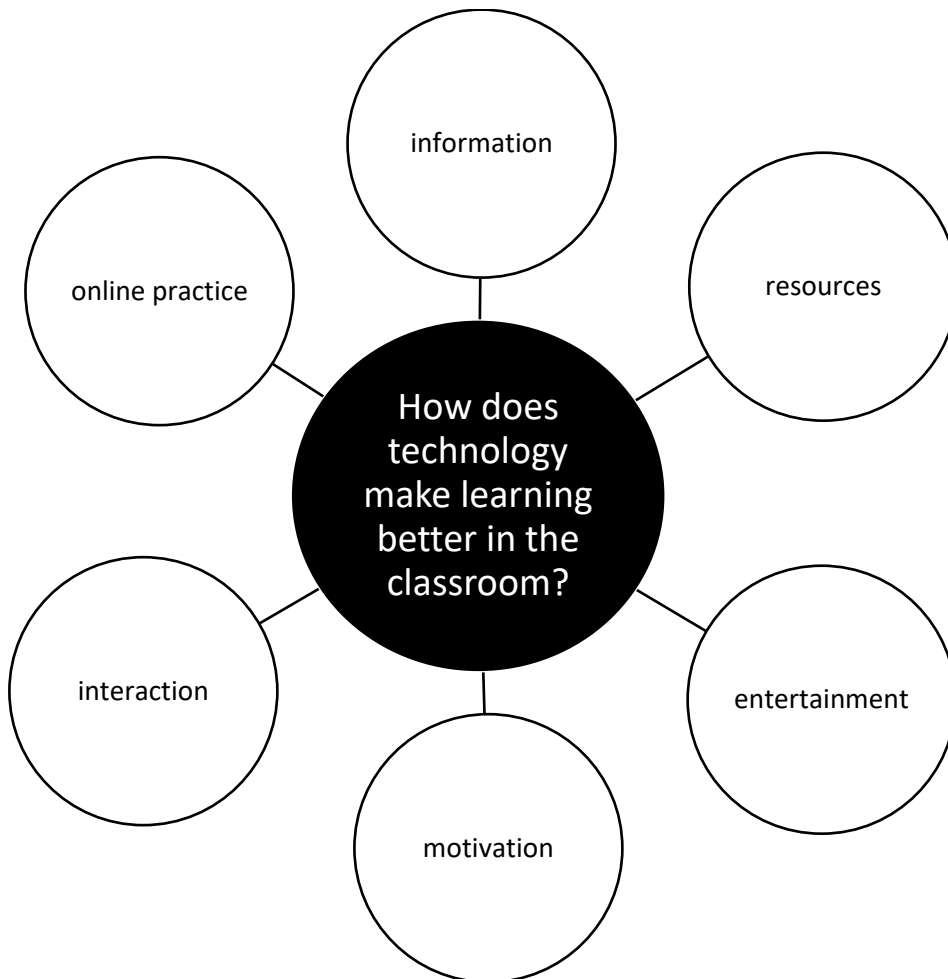 information
online practice
resources
How does
technology
make learning
better in the
classroom?
interaction
entertainment
motivation